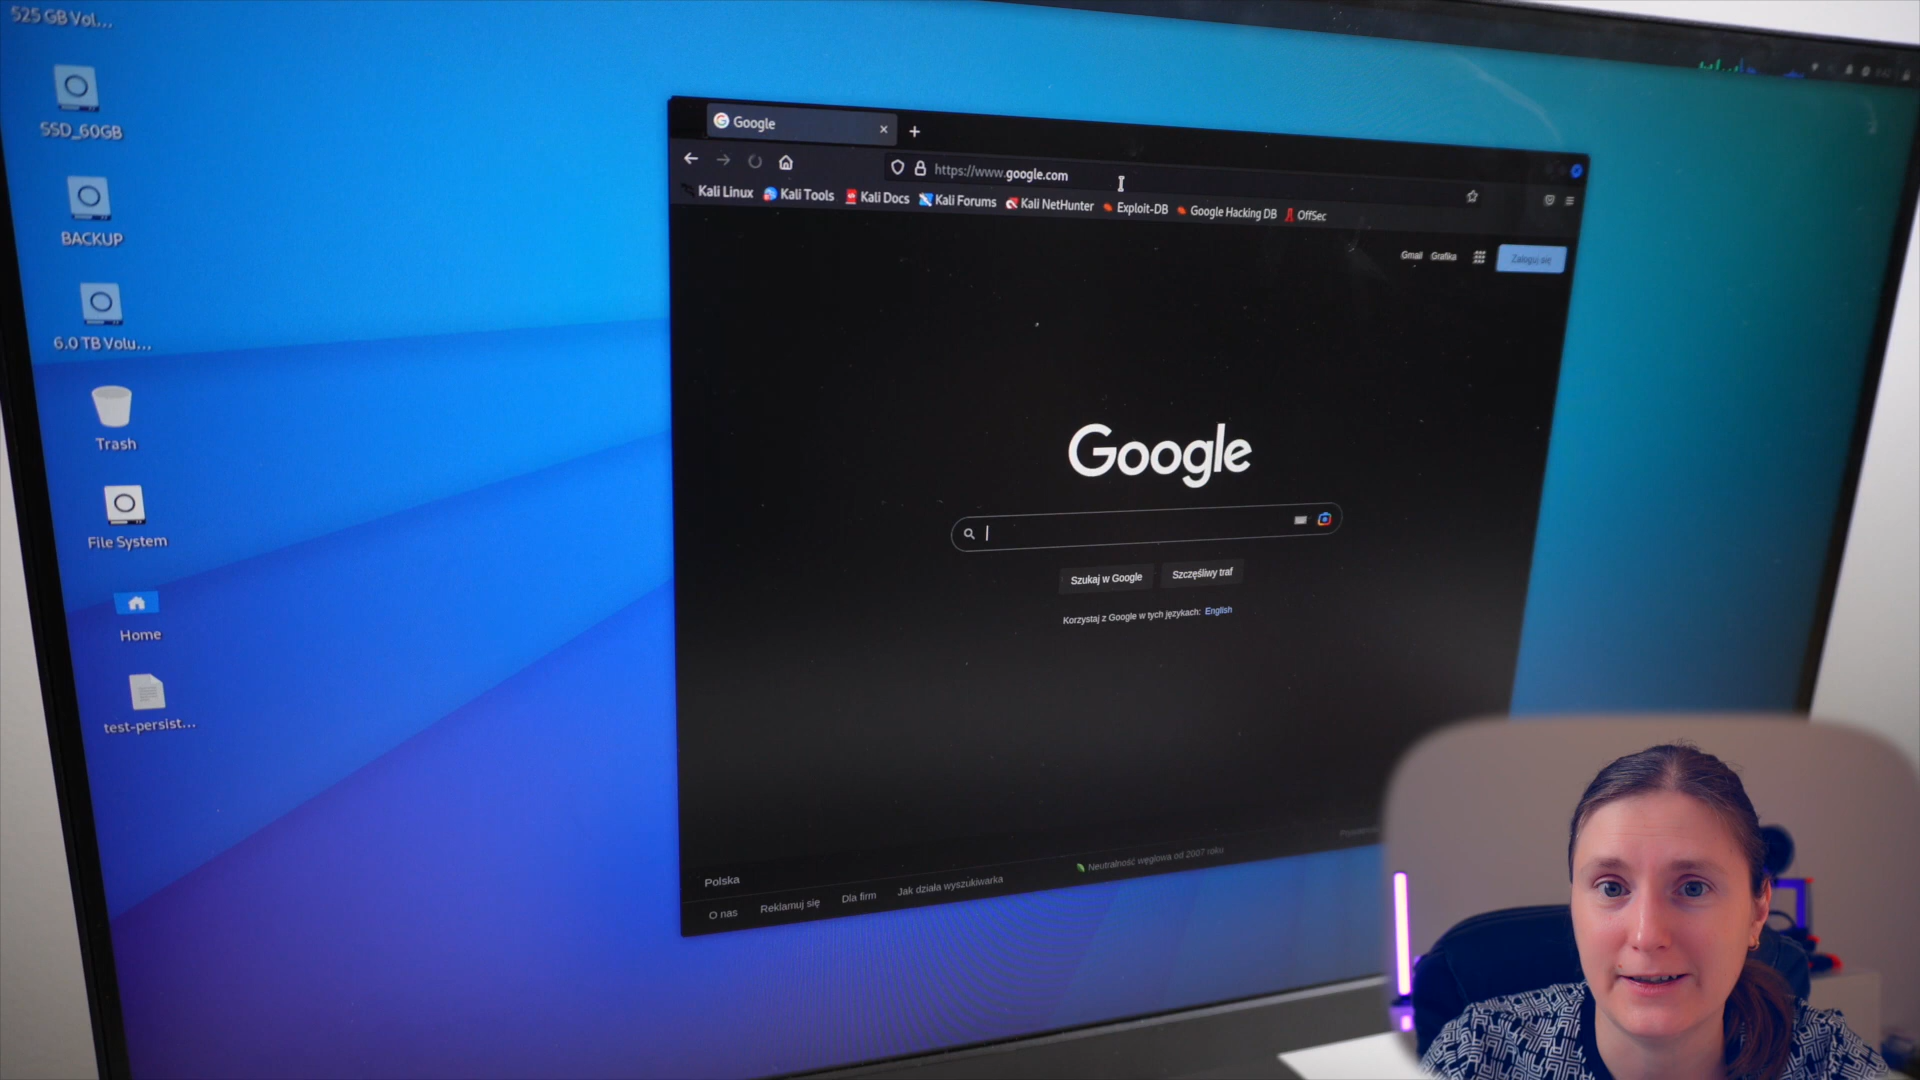 525 GB Vol...
SSD_60GB
BACKUP
6.0 TB Volu...
Trash
File System
Home
test-persist...
Google
https://www.google.com
Kali Linux Kali Tools Kali Docs Kali Forums Kali NetHunter Exploit-DB Google Hacking DB OffSec
Gmail Grafika Zaloguj się
Google
Szukaj w Google Szczęśliwy traf
Korzystaj z Google w tych językach: English
Neutralność węglowa od 2007 roku
Polska
O nas Reklamuj się Dla firm Jak działa wyszukiwarka